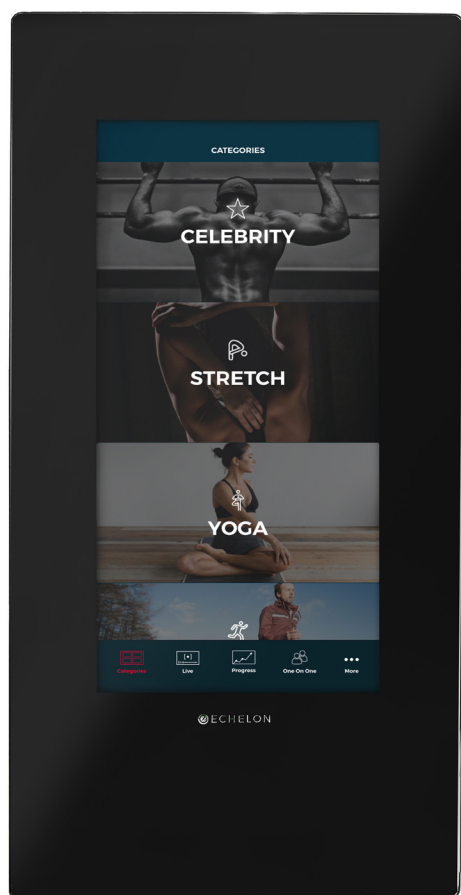 CATEGORIES
CELEBRITY
STRETCH
YOGA
Categories
Live
Progress
One On One
More
ECHELON